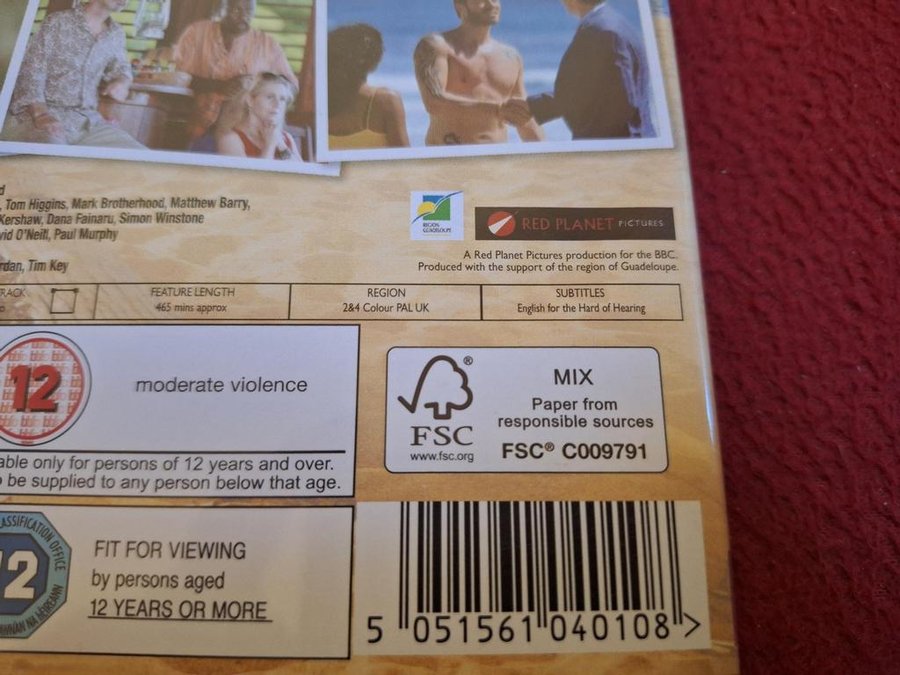 d
, Tom Higgins, Mark Brotherhood, Matthew Barry,
Kershaw, Dana Fainaru, Simon Winstone
vid O'Neill, Paul Murphy
rdan, Tim Key
REGION
GUADELOUPE
RED PLANET PICTURES
A Red Planet Pictures production for the BBC.
Produced with the support of the region of Guadeloupe.
RACK
o
FEATURE LENGTH
465 mins approx
REGION
2&4 Colour PAL UK
SUBTITLES
English for the Hard of Hearing
12
moderate violence
able only for persons of 12 years and over.
o be supplied to any person below that age.
FSC®
www.fsc.org
MIX
Paper from
responsible sources
FSC® C009791
CLASSIFICATION OFFICE
12
FIT FOR VIEWING
by persons aged
12 YEARS OR MORE
5 051561 040108 >